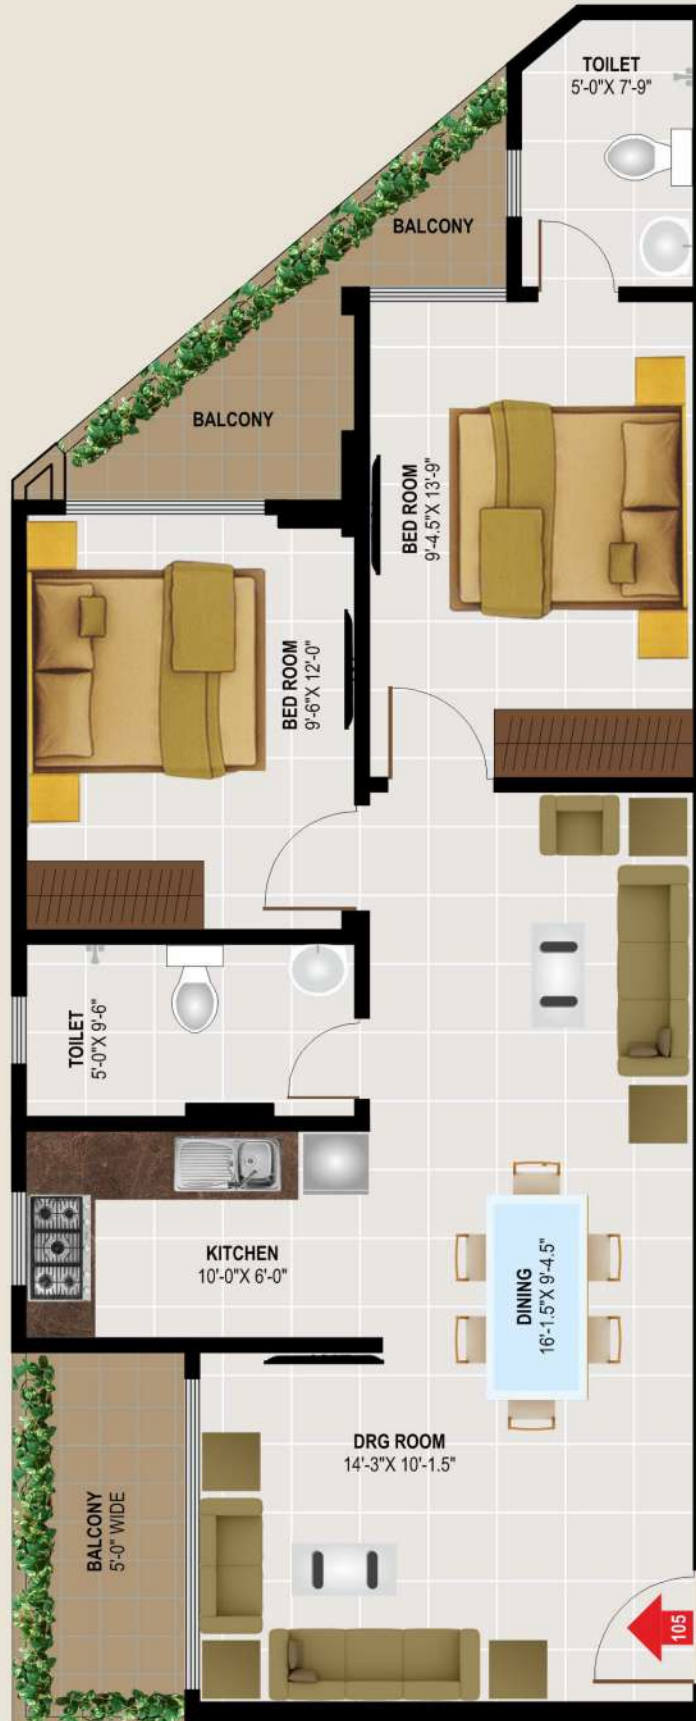 TOILET
5'-0"X 7'-9"
BALCONY
BALCONY
BED ROOM
9'-4.5"X 13'-9"
BED ROOM
9'-6"X 12'-0"
TOILET
5'-0"X 9'-6"
KITCHEN
10'-0"X 6'-0"
DINING
16'-1.5"X 9'-4.5"
DRG ROOM
14'-3"X 10'-1.5"
BALCONY
5'-0" WIDE
105